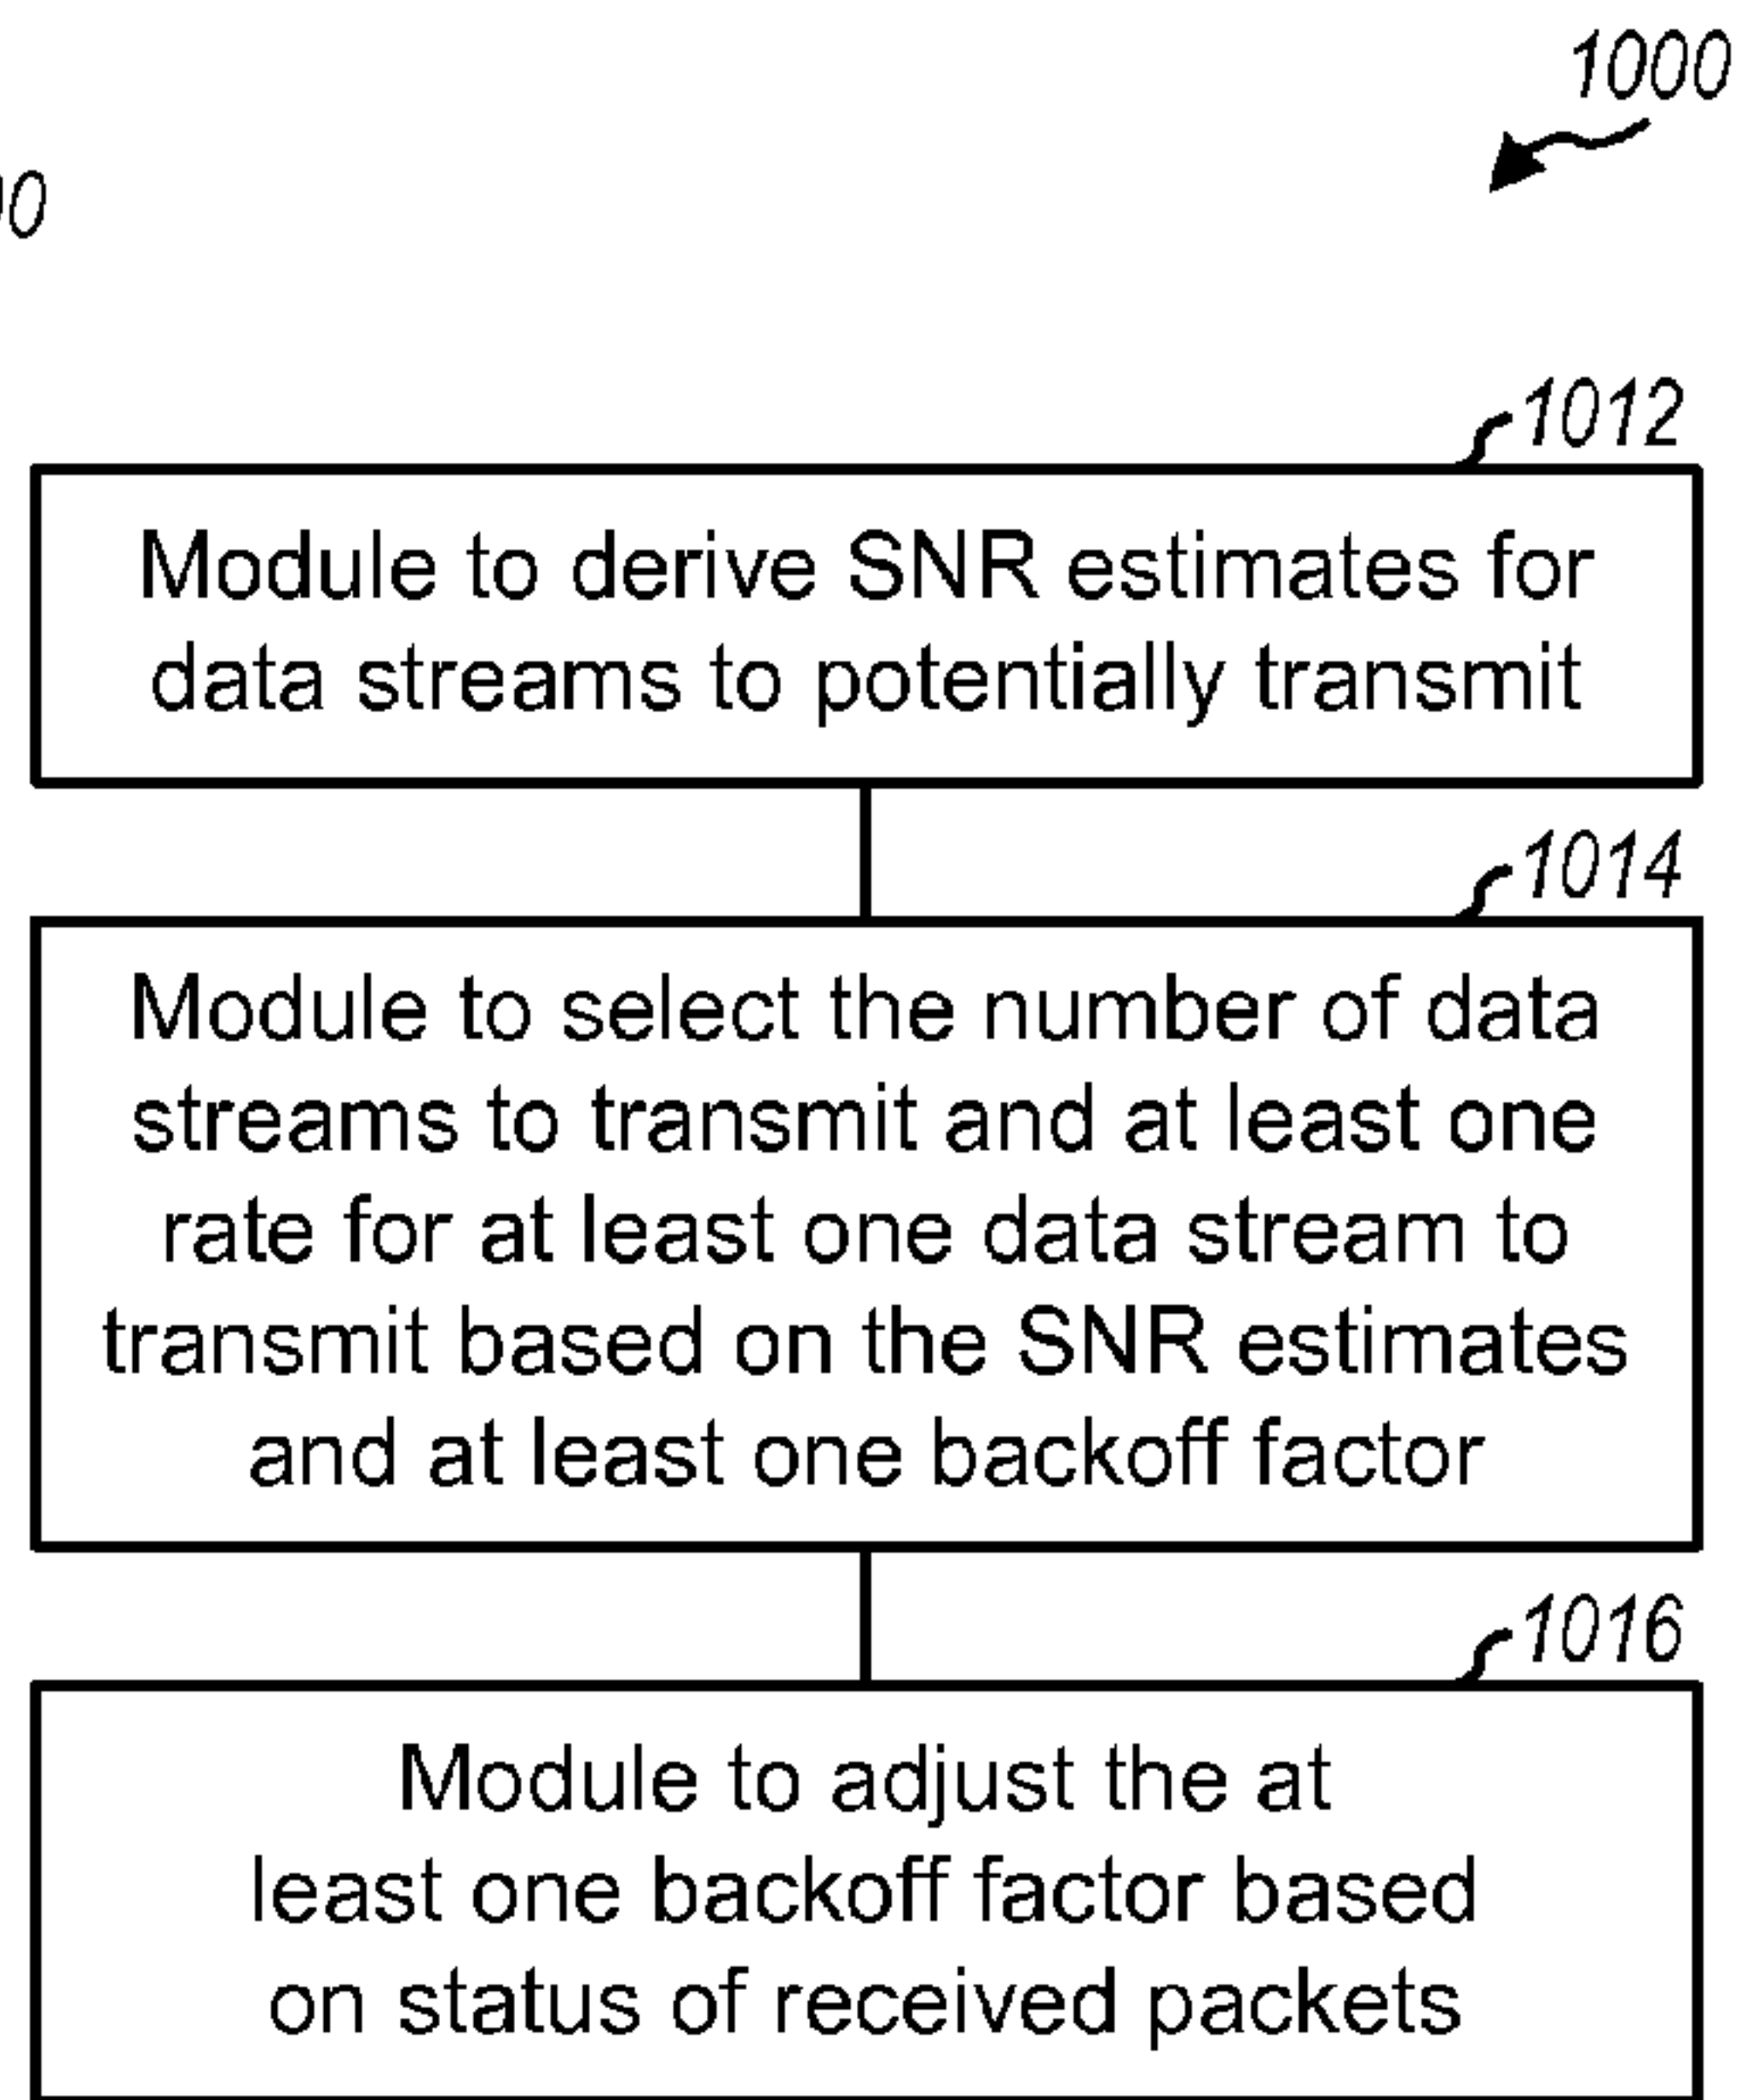 1000
0
1012
Module to derive SNR estimates for
data streams to potentially transmit
1014
Module to select the number of data
streams to transmit and at least one
rate for at least one data stream to
transmit based on the SNR estimates
and at least one backoff factor
1016
Module to adjust the at
least one backoff factor based
on status of received packets